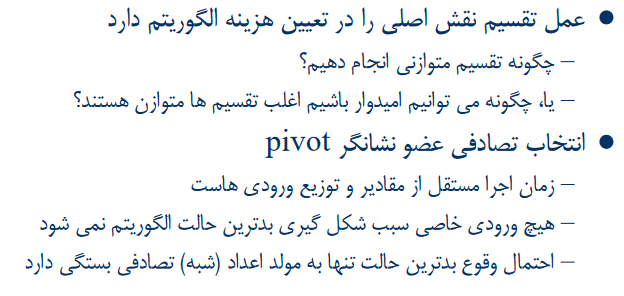 ● عمل تقسیم نقش اصلی را در تعیین هزینه الگوریتم دارد
– چگونه تقسیم متوازنی انجام دهیم؟
– یا، چگونه می توانیم امیدوار باشیم اغلب تقسیم ها متوازن هستند؟
● انتخاب تصادفی عضو نشانگر pivot
– زمان اجرا مستقل از مقادیر و توزیع ورودی هاست
– هیچ ورودی خاصی سبب شکل گیری بدترین حالت الگوریتم نمی شود
– احتمال وقوع بدترین حالت تنها به مولد اعداد (شبه) تصادفی بستگی دارد